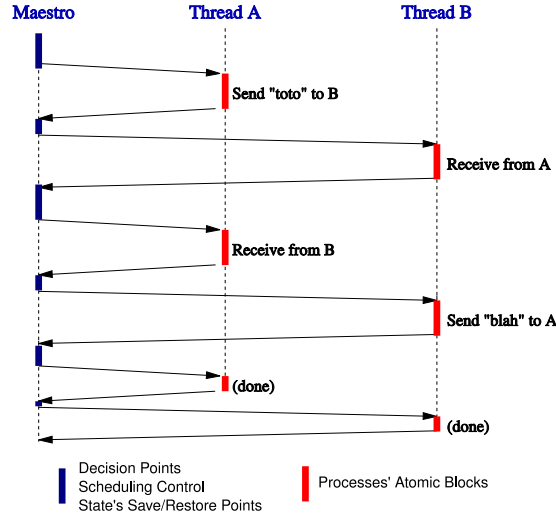 Maestro Thread A Thread B
Send "toto" to B
Receive from A
Receive from B
Send "blah" to A
(done)
(done)
Decision Points
Scheduling Control
State's Save/Restore Points
Processes' Atomic Blocks